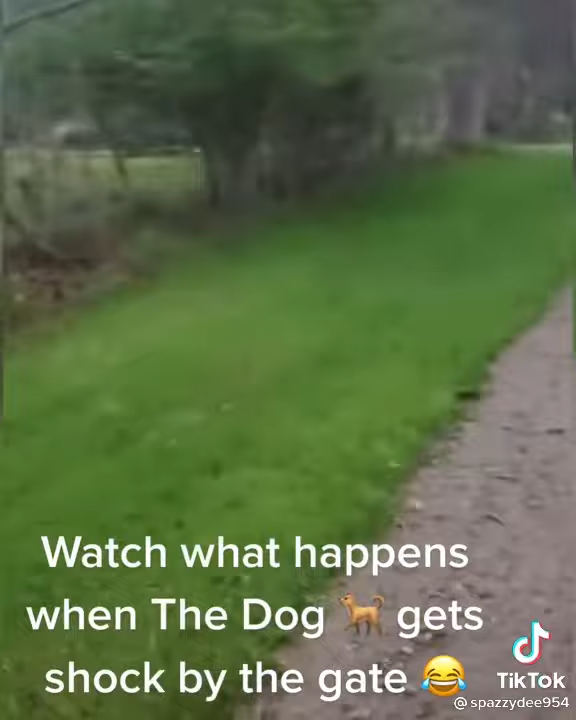 Watch what happens
when The Dog 🐕 gets
shock by the gate 😂
TikTok
@spazzydee954